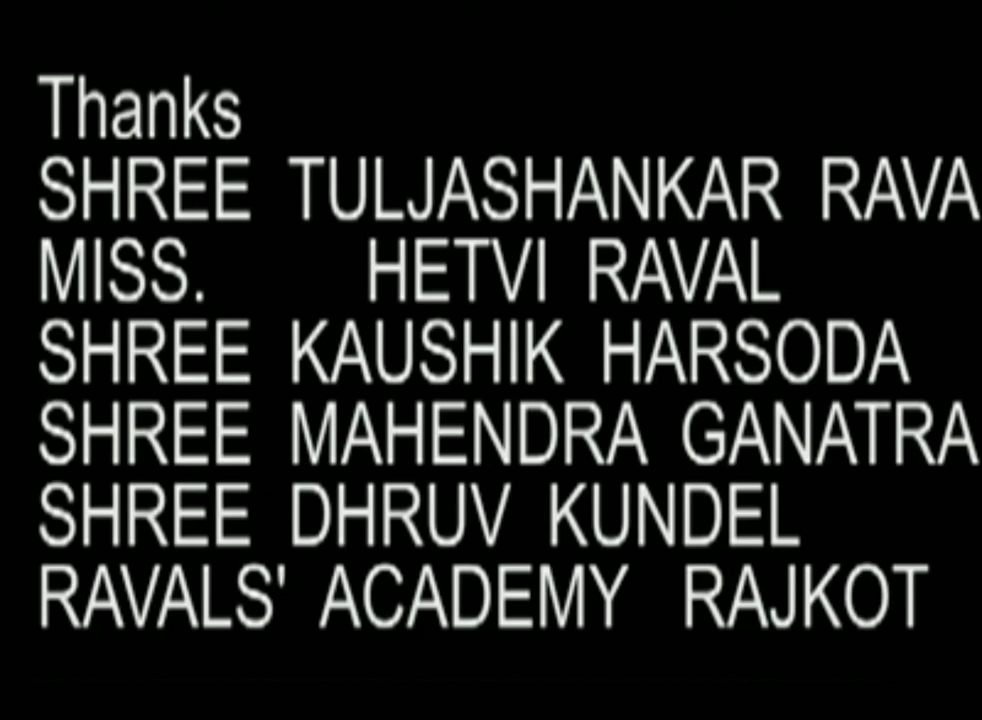 Thanks
SHREE TULJASHANKAR RAVA
MISS. HETVI RAVAL
SHREE KAUSHIK HARSODA
SHREE MAHENDRA GANATRA
SHREE DHRUV KUNDEL
RAVALS' ACADEMY RAJKOT